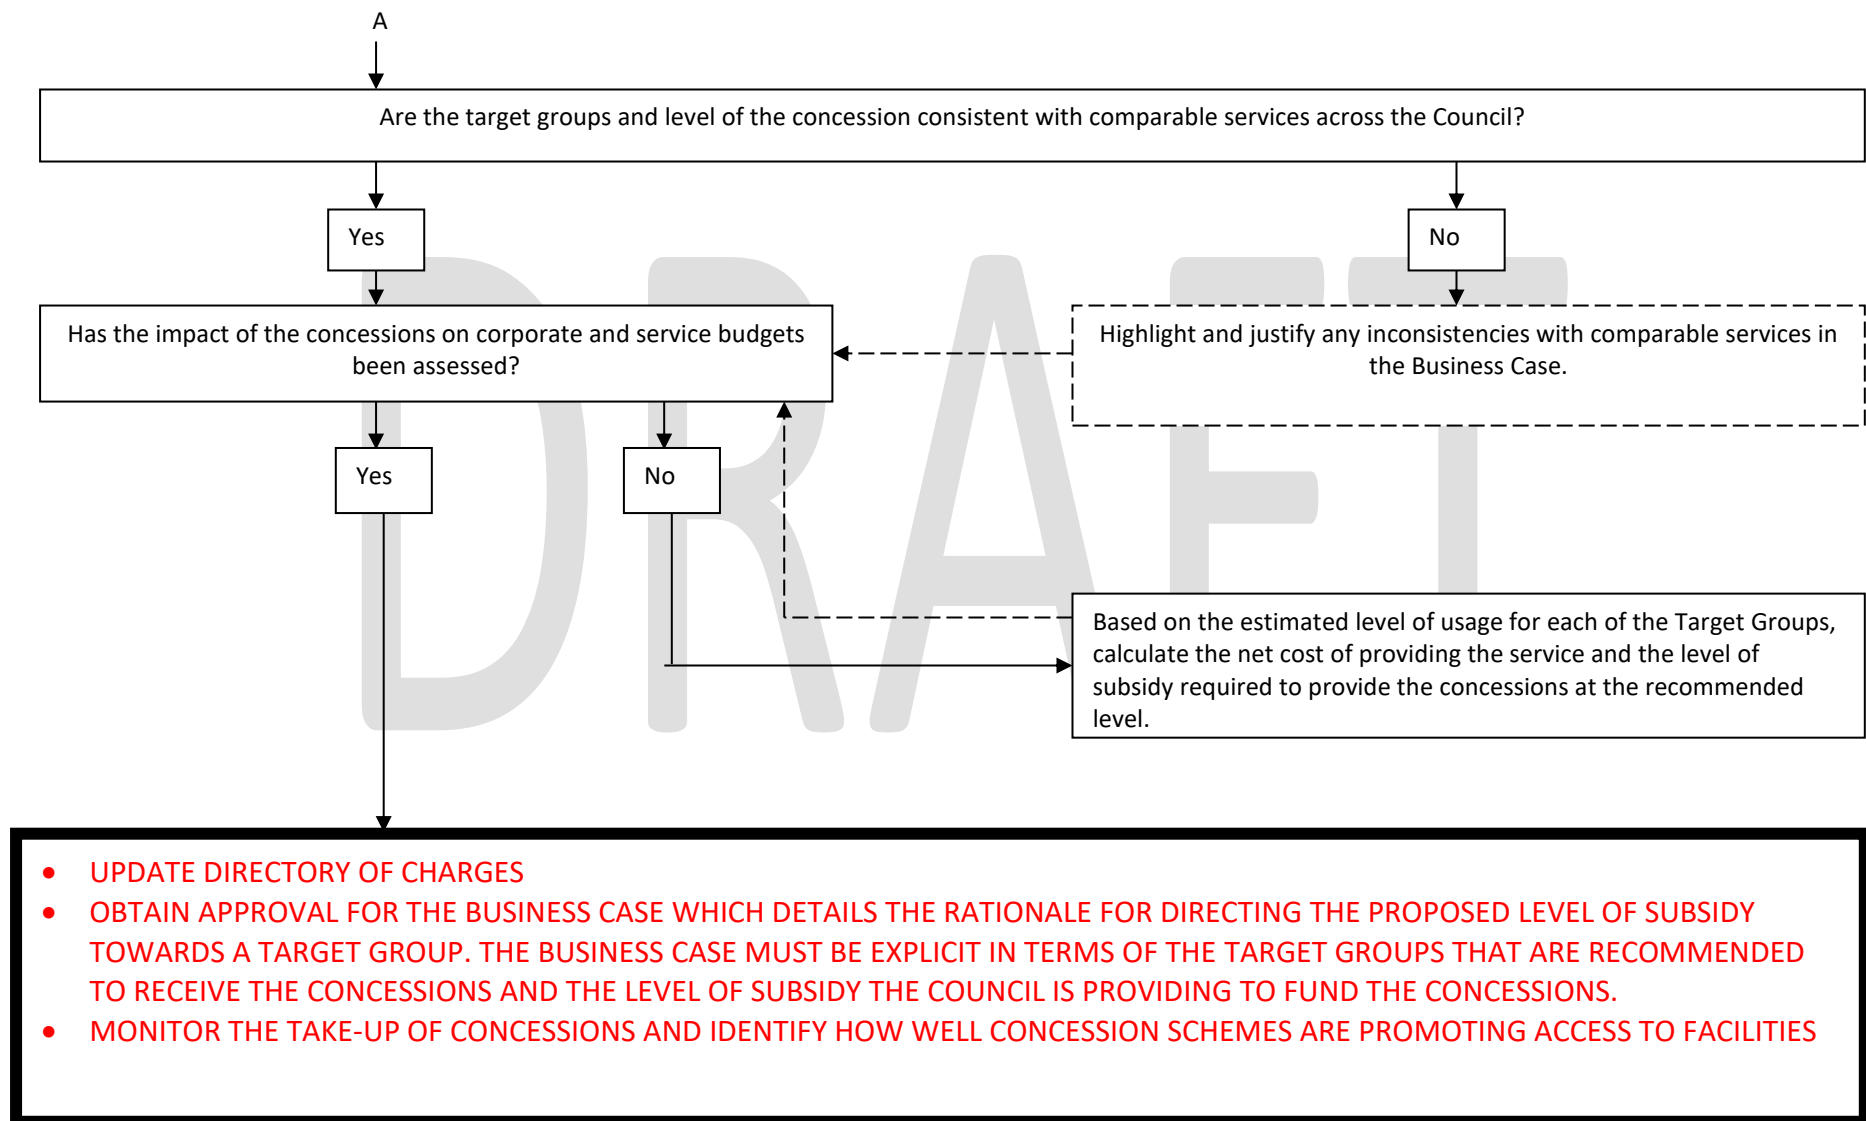 A
Are the target groups and level of the concession consistent with comparable services across the Council?
Yes
No
Has the impact of the concessions on corporate and service budgets
been assessed?
Highlight and justify any inconsistencies with comparable services in
the Business Case.
Yes
No
DRAFT
Based on the estimated level of usage for each of the Target Groups,
calculate the net cost of providing the service and the level of
subsidy required to provide the concessions at the recommended
level.
• UPDATE DIRECTORY OF CHARGES
• OBTAIN APPROVAL FOR THE BUSINESS CASE WHICH DETAILS THE RATIONALE FOR DIRECTING THE PROPOSED LEVEL OF SUBSIDY
TOWARDS A TARGET GROUP. THE BUSINESS CASE MUST BE EXPLICIT IN TERMS OF THE TARGET GROUPS THAT ARE RECOMMENDED
TO RECEIVE THE CONCESSIONS AND THE LEVEL OF SUBSIDY THE COUNCIL IS PROVIDING TO FUND THE CONCESSIONS.
• MONITOR THE TAKE-UP OF CONCESSIONS AND IDENTIFY HOW WELL CONCESSION SCHEMES ARE PROMOTING ACCESS TO FACILITIES